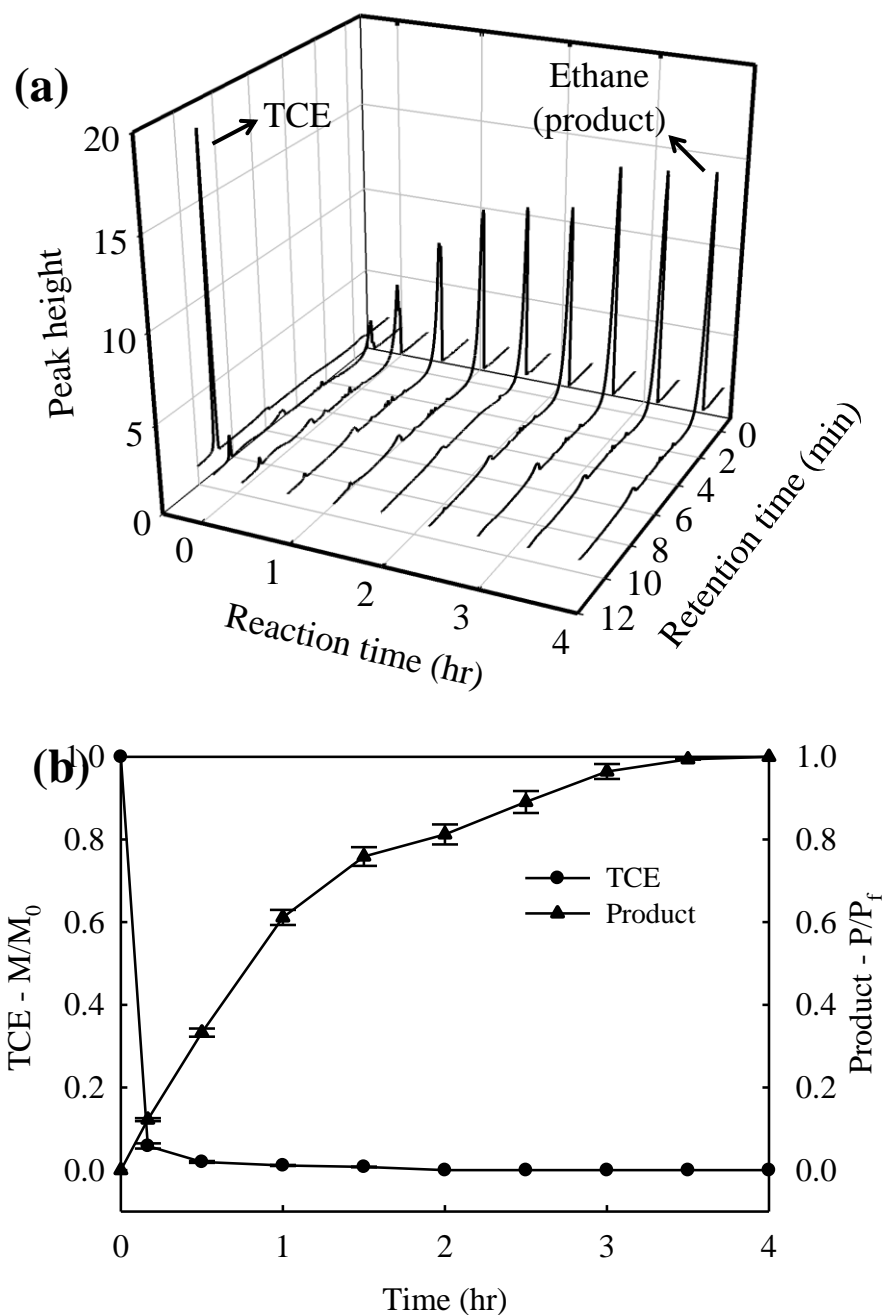 (a)
TCE
Ethane
(product)
20
15
10
5
0
Peak height
0
1
2
3
4
Reaction time (hr)
0
2
4
6
8
10
12
Retention time (min)
(b)
1.0
0.8
0.6
0.4
0.2
0.0
TCE - M/M0
1.0
0.8
0.6
0.4
0.2
0.0
Product - P/Pf
TCE
Product
0
1
2
3
4
Time (hr)